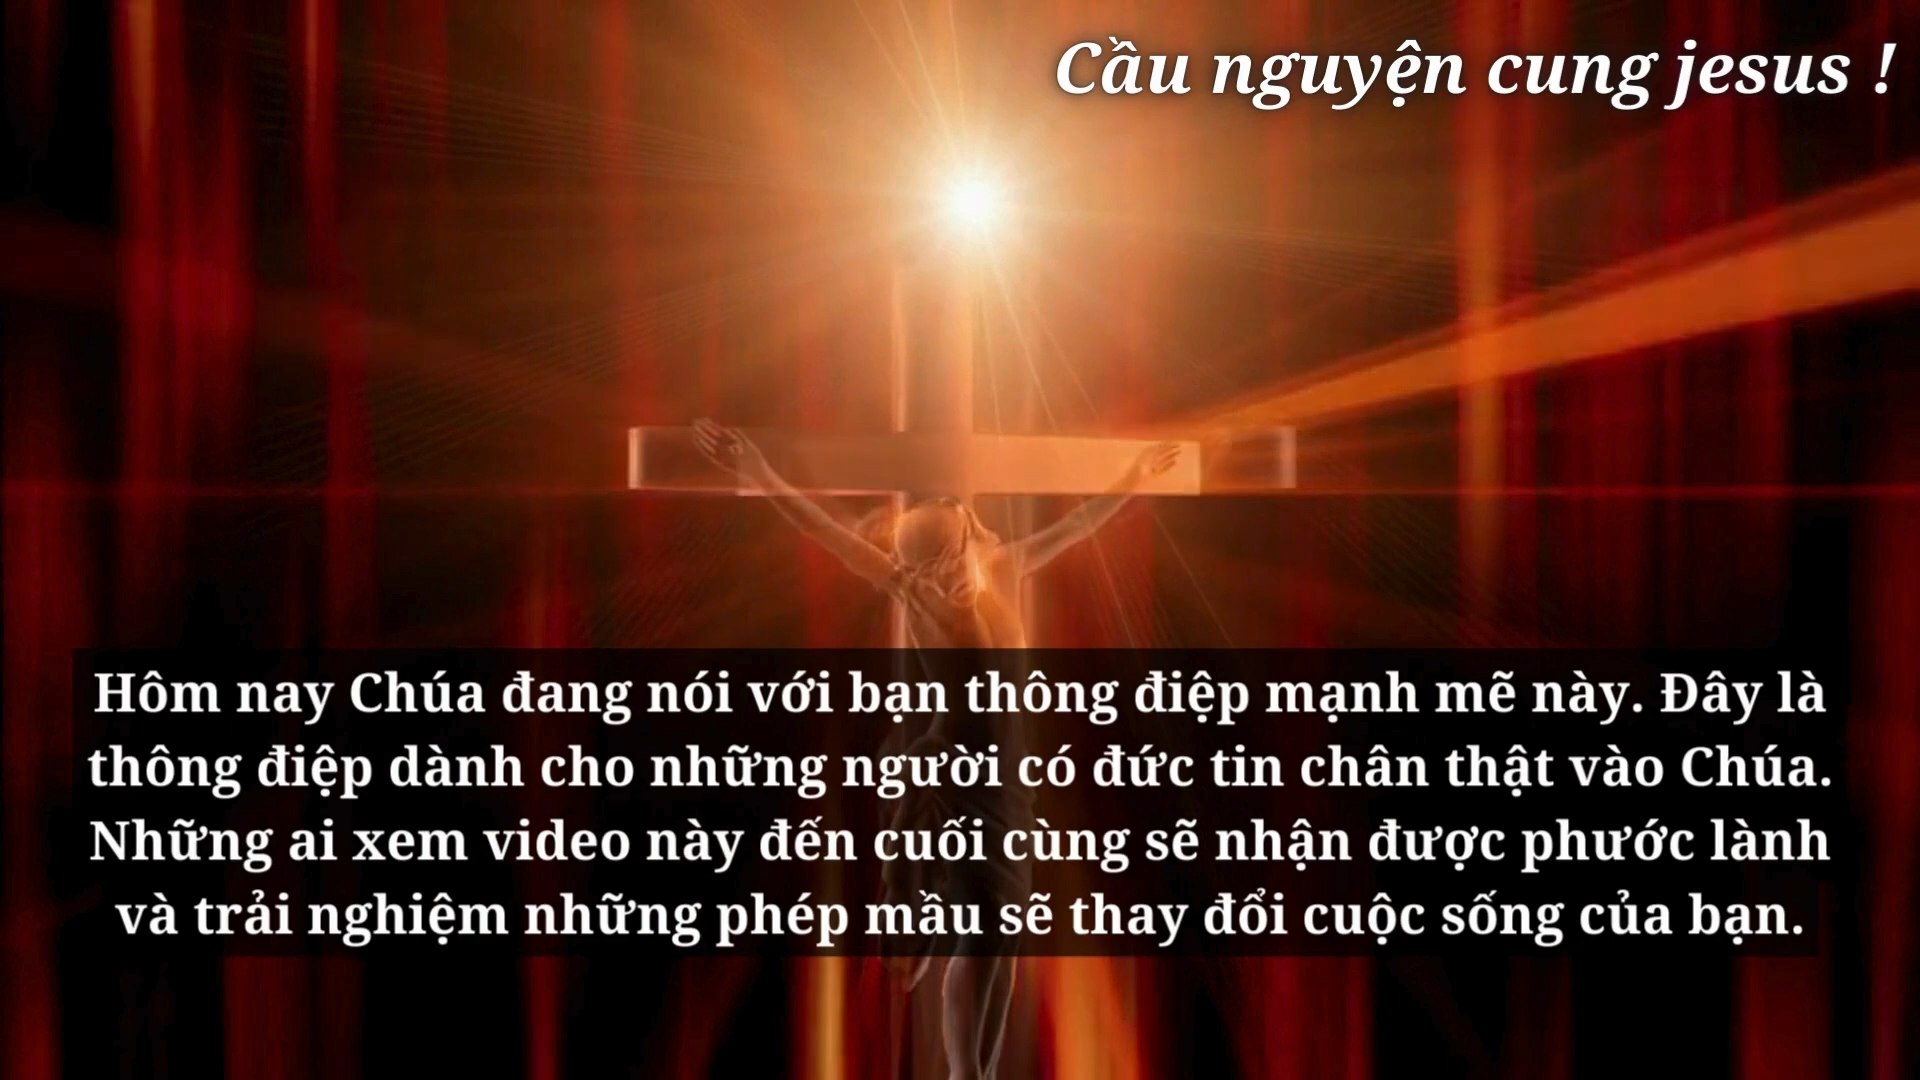 Cầu nguyện cung jesus !
Hôm nay Chúa đang nói với bạn thông điệp mạnh mẽ này. Đây là
thông điệp dành cho những người có đức tin chân thật vào Chúa.
Những ai xem video này đến cuối cùng sẽ nhận được phước lành
và trải nghiệm những phép mầu sẽ thay đổi cuộc sống của bạn.